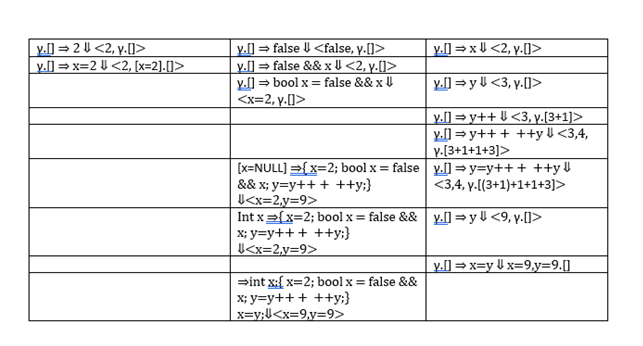 y.[] ⇒ 2 ⇓ <2, y.[]>
y.[] ⇒ false ⇓ <false, y.[]>
y.[] ⇒ x ⇓ <2, y.[]>
y.[] ⇒ x=2 ⇓ <2, [x=2].[]>
y.[] ⇒ false && x ⇓ <2, y.[]>
y.[] ⇒ bool x = false && x ⇓
<x=2, y.[]>
y.[] ⇒ y ⇓ <3, y.[]>
y.[] ⇒ y++ ⇓ <3, y.[3+1]>
y.[] ⇒ y++ + ++y ⇓ <3,4,
y.[3+1+1+3]>
[x=NULL] ⇒{ x=2; bool x = false
&& x; y=y++ + ++y;}
⇓<x=2,y=9>
y.[] ⇒ y=y++ + ++y ⇓
<3,4, y.[(3+1)+1+1+3]>
Int x ⇒{ x=2; bool x = false &&
x; y=y++ + ++y;}
⇓<x=2,y=9>
y.[] ⇒ y ⇓ <9, y.[]>
y.[] ⇒ x=y ⇓ x=9,y=9.[]
⇒int x;{ x=2; bool x = false &&
x; y=y++ + ++y;}
x=y;⇓<x=9,y=9>